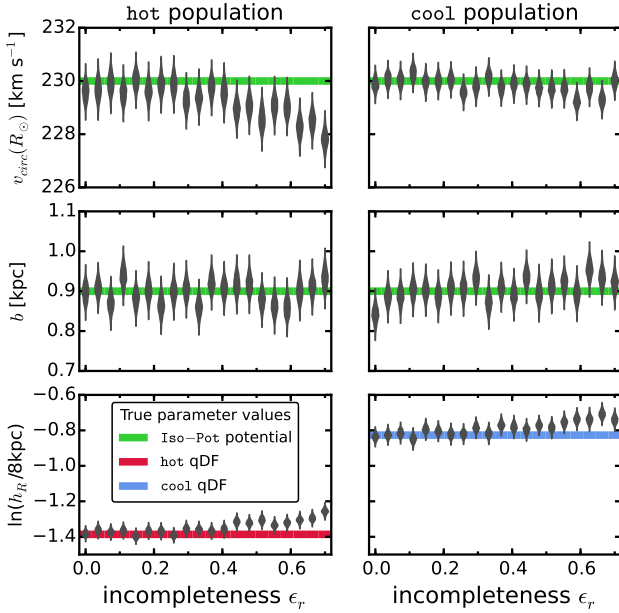 hot population
cool population
v_circ(R_⊙) [km s⁻¹]
232
230
228
226
b [kpc]
1.1
1.0
0.9
0.8
0.7
ln(h_R/8kpc)
−0.6
−0.8
−1.0
−1.2
−1.4
True parameter values
Iso−Pot potential
hot qDF
cool qDF
0.0 0.2 0.4 0.6
0.0 0.2 0.4 0.6
incompleteness ϵ_r
incompleteness ϵ_r